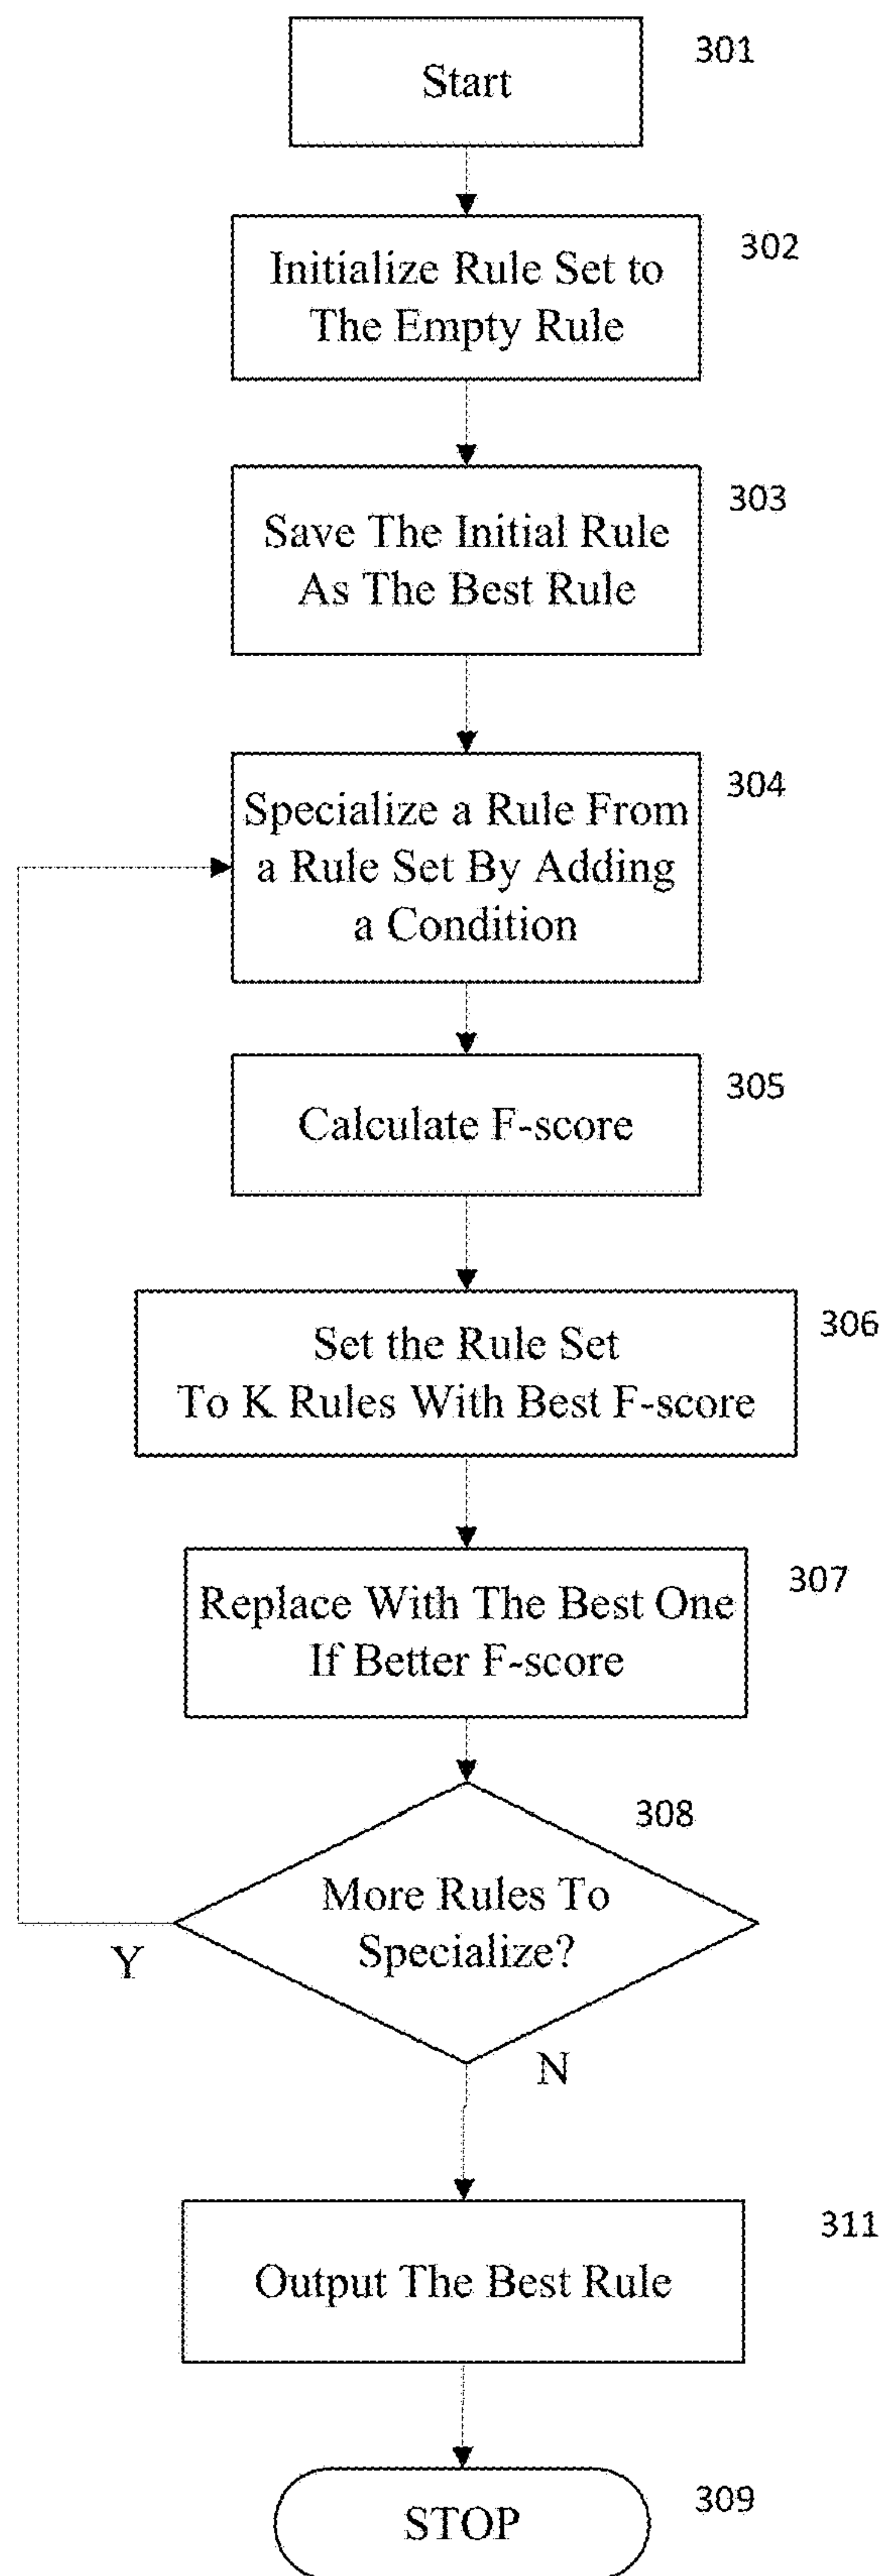 Start
301
Initialize Rule Set to
The Empty Rule
302
Save The Initial Rule
As The Best Rule
303
Specialize a Rule From
a Rule Set By Adding
a Condition
304
Calculate F-score
305
Set the Rule Set
To K Rules With Best F-score
306
Replace With The Best One
If Better F-score
307
More Rules To
Specialize?
308
Y
N
Output The Best Rule
311
STOP
309